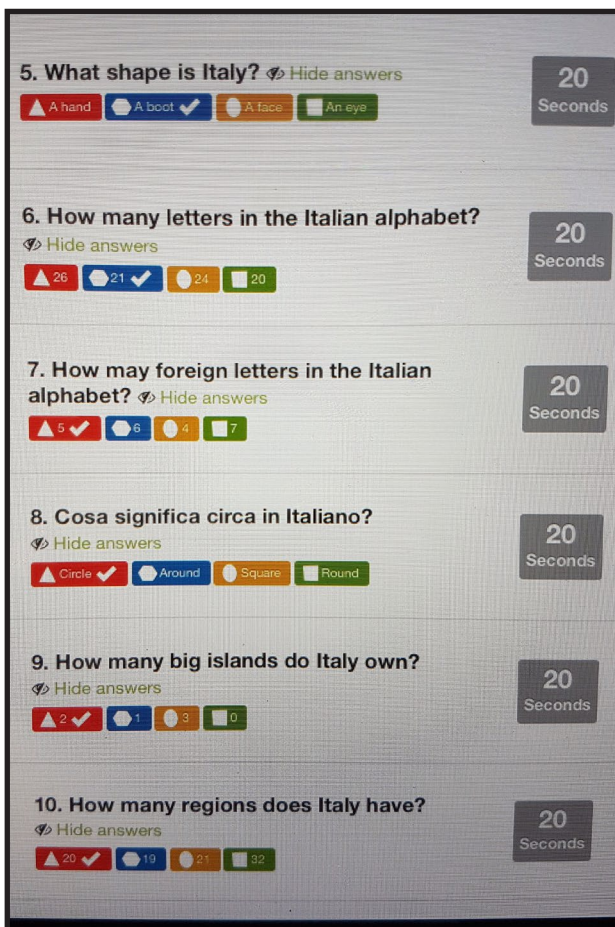 5. What shape is Italy? Hide answers
20
Seconds
A hand A boot A face An eye
6. How many letters in the Italian alphabet?
Hide answers
20
Seconds
26 21 24 20
7. How may foreign letters in the Italian
alphabet? Hide answers
20
Seconds
5 6 4 7
8. Cosa significa circa in Italiano?
Hide answers
20
Seconds
Circle Around Square Round
9. How many big islands do Italy own?
Hide answers
20
Seconds
2 1 3 0
10. How many regions does Italy have?
Hide answers
20
Seconds
20 19 21 32